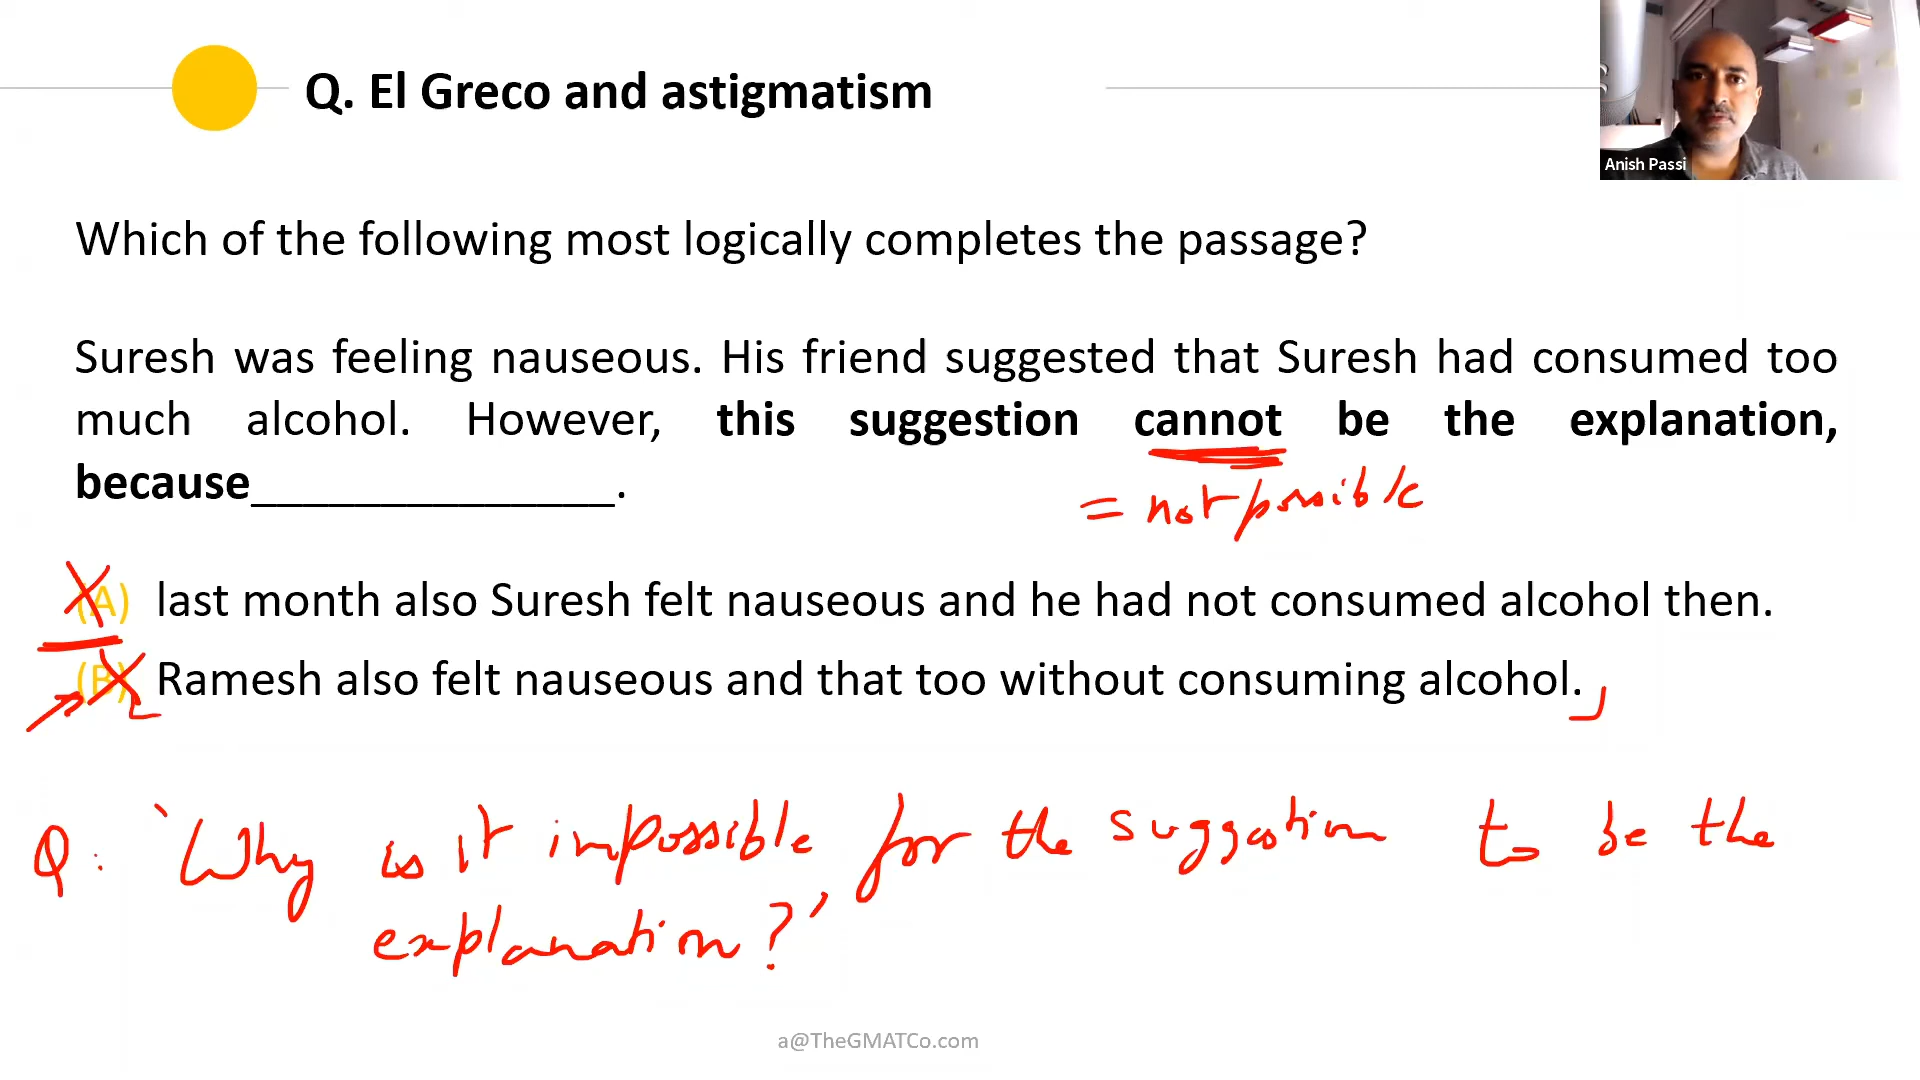 Q. El Greco and astigmatism
Anish Passi
Which of the following most logically completes the passage?
Suresh was feeling nauseous. His friend suggested that Suresh had consumed too
much alcohol. However, this suggestion cannot be the explanation,
because_______________.
= not possible
(A) last month also Suresh felt nauseous and he had not consumed alcohol then.
(B) Ramesh also felt nauseous and that too without consuming alcohol.
Q: 'Why is it impossible for the suggestion to be the
explanation?'
a@TheGMATCo.com